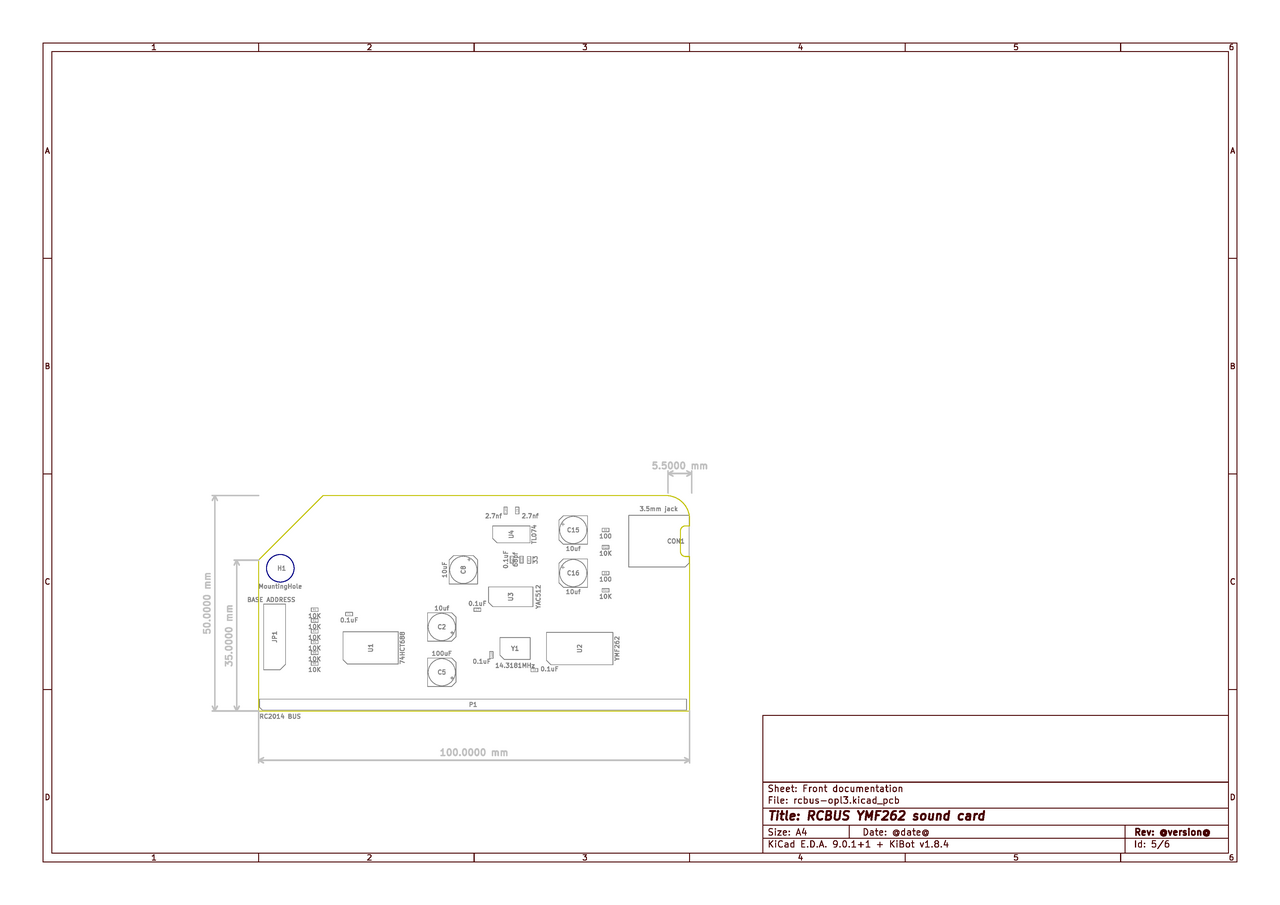 1 2 3 4 5 6
A A
B B
C C
D D
5.5000 mm
50.0000 mm
35.0000 mm
100.0000 mm
3.5mm jack
CON1
2.7nf 2.7nf
U4
TL074
C15
10uf
100
10K
0.1uF
68pf
33
C8
10uF
C16
10uf
100
10K
H1
MountingHole
BASE ADDRESS
JP1
10K
10K
10K
10K
10K
10K
0.1uF
U1
74HCT688
10uf
C2
100uF
C5
0.1uF
U3
YAC512
Y1
14.3181MHz
0.1uF
0.1uF
U2
YMF262
P1
RC2014 BUS
Sheet: Front documentation
File: rcbus-opl3.kicad_pcb
Title: RCBUS YMF262 sound card
Size: A4 Date: @date@ Rev: @version@
KiCad E.D.A. 9.0.1+1 + KiBot v1.8.4 Id: 5/6
1 2 3 4 5 6